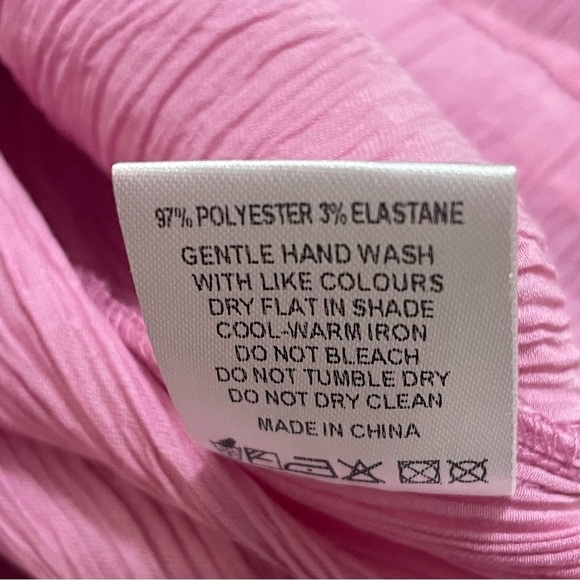 97% POLYESTER 3% ELASTANE
GENTLE HAND WASH
WITH LIKE COLOURS
DRY FLAT IN SHADE
COOL-WARM IRON
DO NOT BLEACH
DO NOT TUMBLE DRY
DO NOT DRY CLEAN
MADE IN CHINA